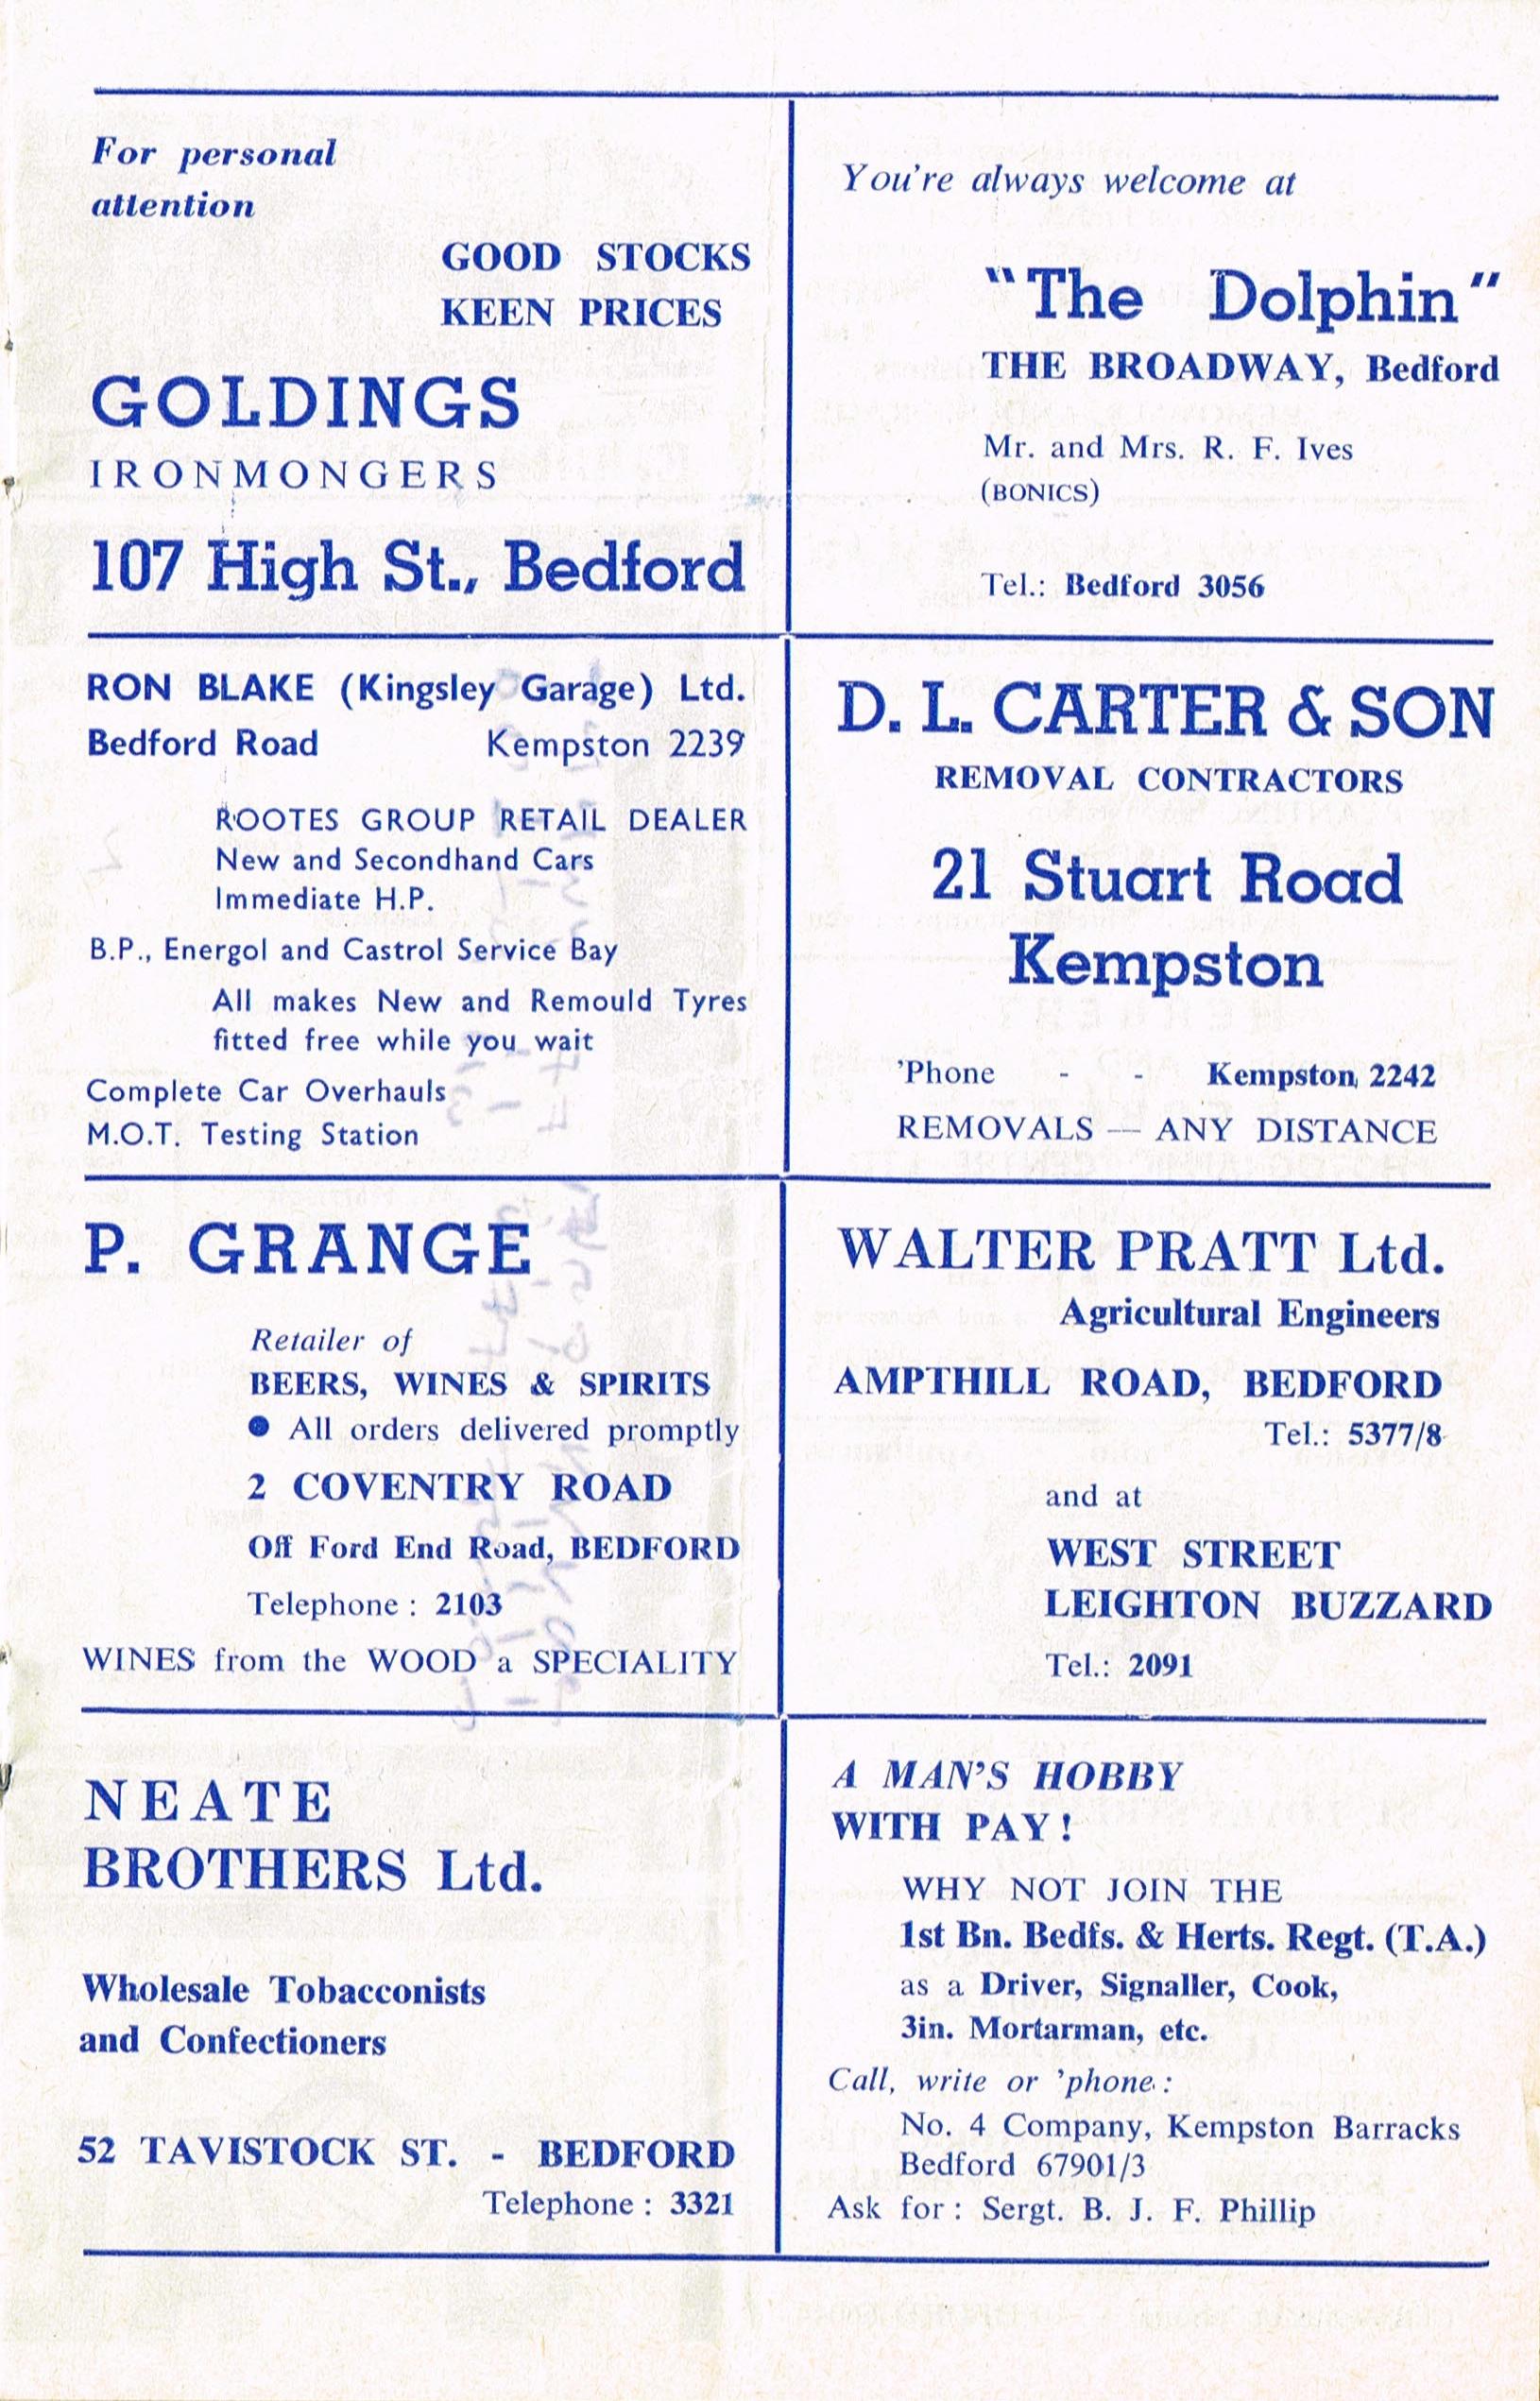 For personal
attention
GOOD STOCKS
KEEN PRICES
GOLDINGS
IRONMONGERS
107 High St., Bedford
You're always welcome at
"The Dolphin"
THE BROADWAY, Bedford
Mr. and Mrs. R. F. Ives
(BONICS)
Tel.: Bedford 3056
RON BLAKE (Kingsley Garage) Ltd.
Bedford Road Kempston 2239
ROOTES GROUP RETAIL DEALER
New and Secondhand Cars
Immediate H.P.
B.P., Energol and Castrol Service Bay
All makes New and Remould Tyres
fitted free while you wait
Complete Car Overhauls
M.O.T. Testing Station
D. L. CARTER & SON
REMOVAL CONTRACTORS
21 Stuart Road
Kempston
'Phone - - Kempston 2242
REMOVALS — ANY DISTANCE
P. GRANGE
Retailer of
BEERS, WINES & SPIRITS
● All orders delivered promptly
2 COVENTRY ROAD
Off Ford End Road, BEDFORD
Telephone : 2103
WINES from the WOOD a SPECIALITY
WALTER PRATT Ltd.
Agricultural Engineers
AMPTHILL ROAD, BEDFORD
Tel.: 5377/8
and at
WEST STREET
LEIGHTON BUZZARD
Tel.: 2091
NEATE
BROTHERS Ltd.
Wholesale Tobacconists
and Confectioners
52 TAVISTOCK ST. - BEDFORD
Telephone : 3321
A MAN'S HOBBY
WITH PAY !
WHY NOT JOIN THE
1st Bn. Bedfs. & Herts. Regt. (T.A.)
as a Driver, Signaller, Cook,
3in. Mortarman, etc.
Call, write or 'phone :
No. 4 Company, Kempston Barracks
Bedford 67901/3
Ask for : Sergt. B. J. F. Phillip